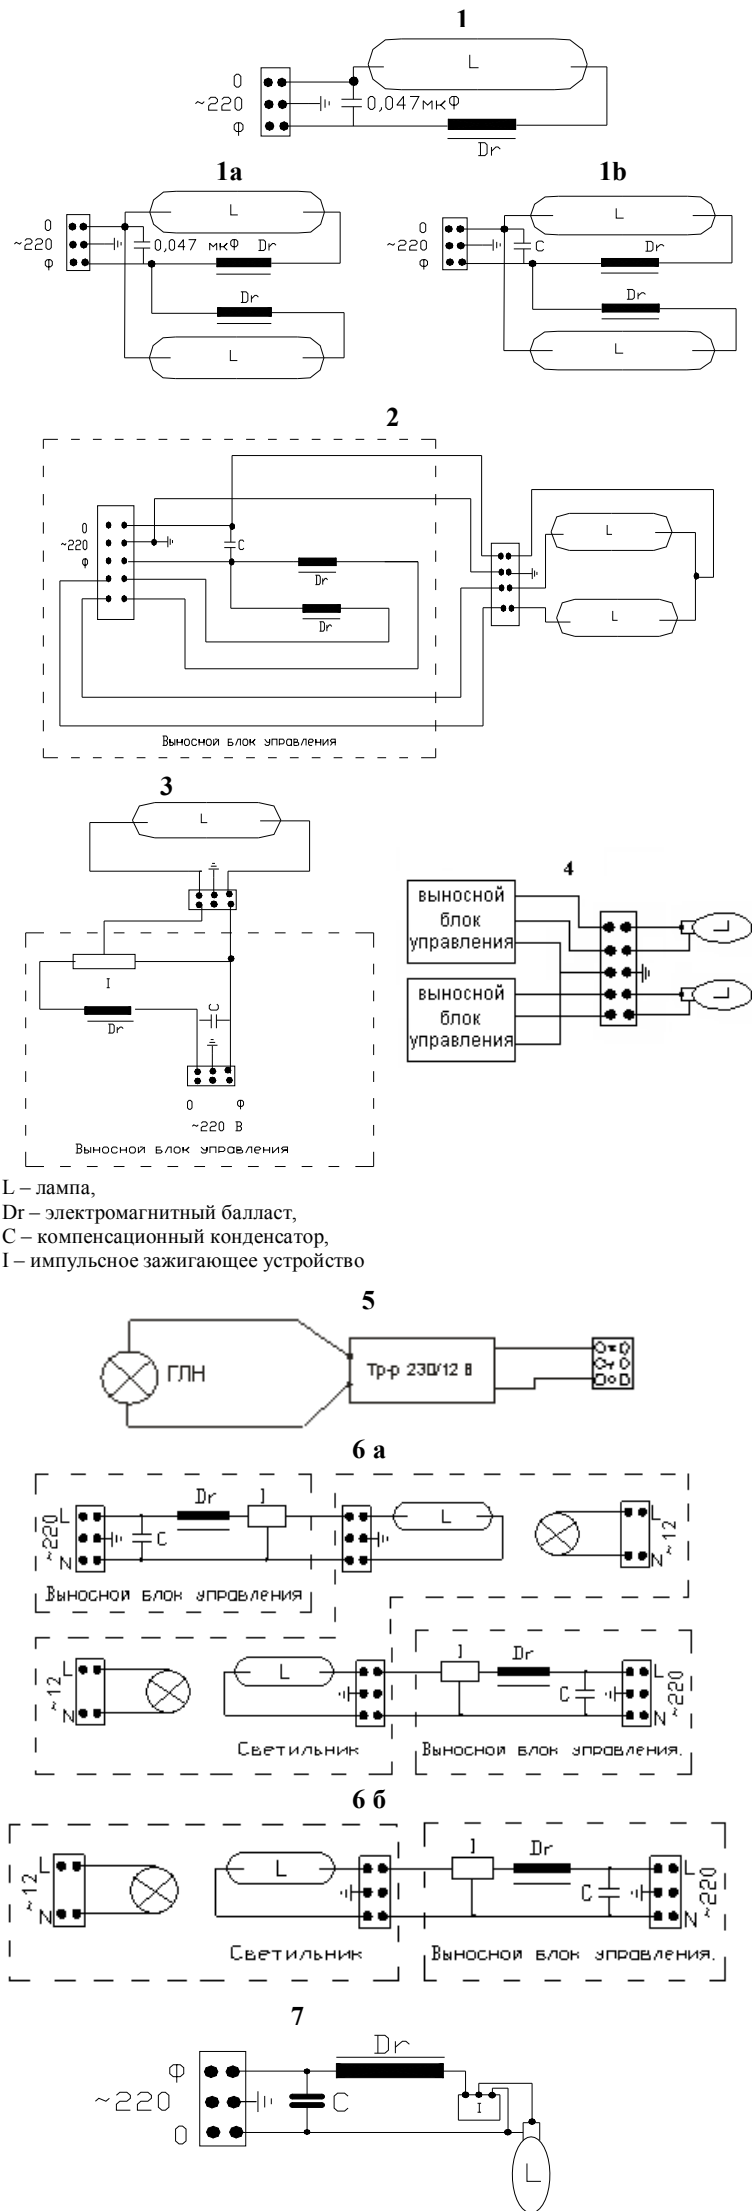 1
L
0
~220
Ф
0,047мкФ
Dr
1a
1b
L
0
~220
Ф
0,047 мкФ Dr
Dr
L
L
0
~220
Ф
C
Dr
Dr
L
2
0
~220
Ф
C
Dr
Dr
L
L
Выносной блок управления
3
L
I
Dr
C
0 Ф
~220 В
Выносной блок управления
4
выносной
блок
управления
L
выносной
блок
управления
L
L – лампа,
Dr – электромагнитный балласт,
C – компенсационный конденсатор,
I – импульсное зажигающее устройство
5
ГЛН
Тр-р 230/12 В
6 а
L
~220
N
C
Dr
I
L
L
~12
N
Выносной блок управления
L
~12
N
L
I
Dr
C
L
~220
N
Светильник
Выносной блок управления.
6 б
L
~12
N
L
I
Dr
C
L
~220
N
Светильник
Выносной блок управления.
7
Ф
~220
0
Dr
C
I
L